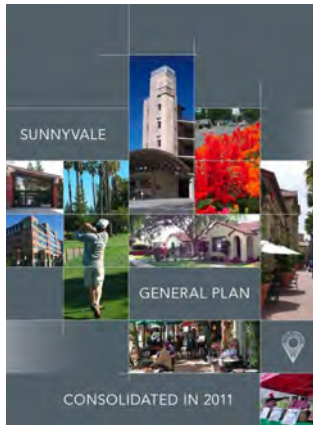 SUNNYVALE
GENERAL PLAN
CONSOLIDATED IN 2011